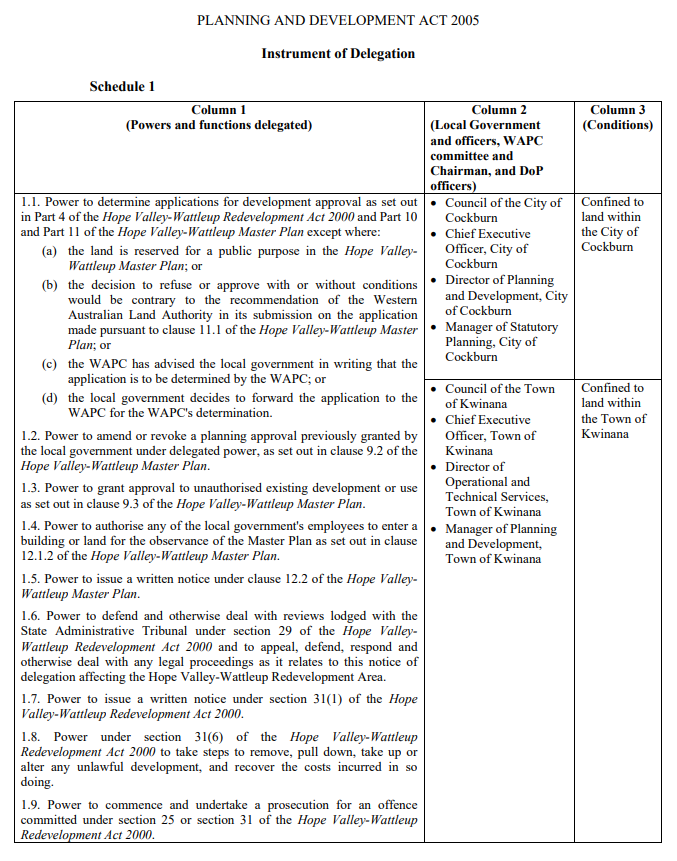 PLANNING AND DEVELOPMENT ACT 2005
Instrument of Delegation
Schedule 1
Column 1
(Powers and functions delegated)
Column 2
(Local Government
and officers, WAPC
committee and
Chairman, and DoP
officers)
Column 3
(Conditions)
1.1. Power to determine applications for development approval as set out
in Part 4 of the Hope Valley-Wattleup Redevelopment Act 2000 and Part 10
and Part 11 of the Hope Valley-Wattleup Master Plan except where:
(a) the land is reserved for a public purpose in the Hope Valley-
Wattleup Master Plan; or
(b) the decision to refuse or approve with or without conditions
would be contrary to the recommendation of the Western
Australian Land Authority in its submission on the application
made pursuant to clause 11.1 of the Hope Valley-Wattleup Master
Plan; or
(c) the WAPC has advised the local government in writing that the
application is to be determined by the WAPC; or
(d) the local government decides to forward the application to the
WAPC for the WAPC's determination.
1.2. Power to amend or revoke a planning approval previously granted by
the local government under delegated power, as set out in clause 9.2 of the
Hope Valley-Wattleup Master Plan.
1.3. Power to grant approval to unauthorised existing development or use
as set out in clause 9.3 of the Hope Valley-Wattleup Master Plan.
1.4. Power to authorise any of the local government's employees to enter a
building or land for the observance of the Master Plan as set out in clause
12.1.2 of the Hope Valley-Wattleup Master Plan.
1.5. Power to issue a written notice under clause 12.2 of the Hope Valley-
Wattleup Master Plan.
1.6. Power to defend and otherwise deal with reviews lodged with the
State Administrative Tribunal under section 29 of the Hope Valley-
Wattleup Redevelopment Act 2000 and to appeal, defend, respond and
otherwise deal with any legal proceedings as it relates to this notice of
delegation affecting the Hope Valley-Wattleup Redevelopment Area.
1.7. Power to issue a written notice under section 31(1) of the Hope
Valley-Wattleup Redevelopment Act 2000.
1.8. Power under section 31(6) of the Hope Valley-Wattleup
Redevelopment Act 2000 to take steps to remove, pull down, take up or
alter any unlawful development, and recover the costs incurred in so
doing.
1.9. Power to commence and undertake a prosecution for an offence
committed under section 25 or section 31 of the Hope Valley-Wattleup
Redevelopment Act 2000.
• Council of the City of
Cockburn
• Chief Executive
Officer, City of
Cockburn
• Director of Planning
and Development, City
of Cockburn
• Manager of Statutory
Planning, City of
Cockburn
Confined to
land within
the City of
Cockburn
• Council of the Town
of Kwinana
• Chief Executive
Officer, Town of
Kwinana
• Director of
Operational and
Technical Services,
Town of Kwinana
• Manager of Planning
and Development,
Town of Kwinana
Confined to
land within
the Town of
Kwinana